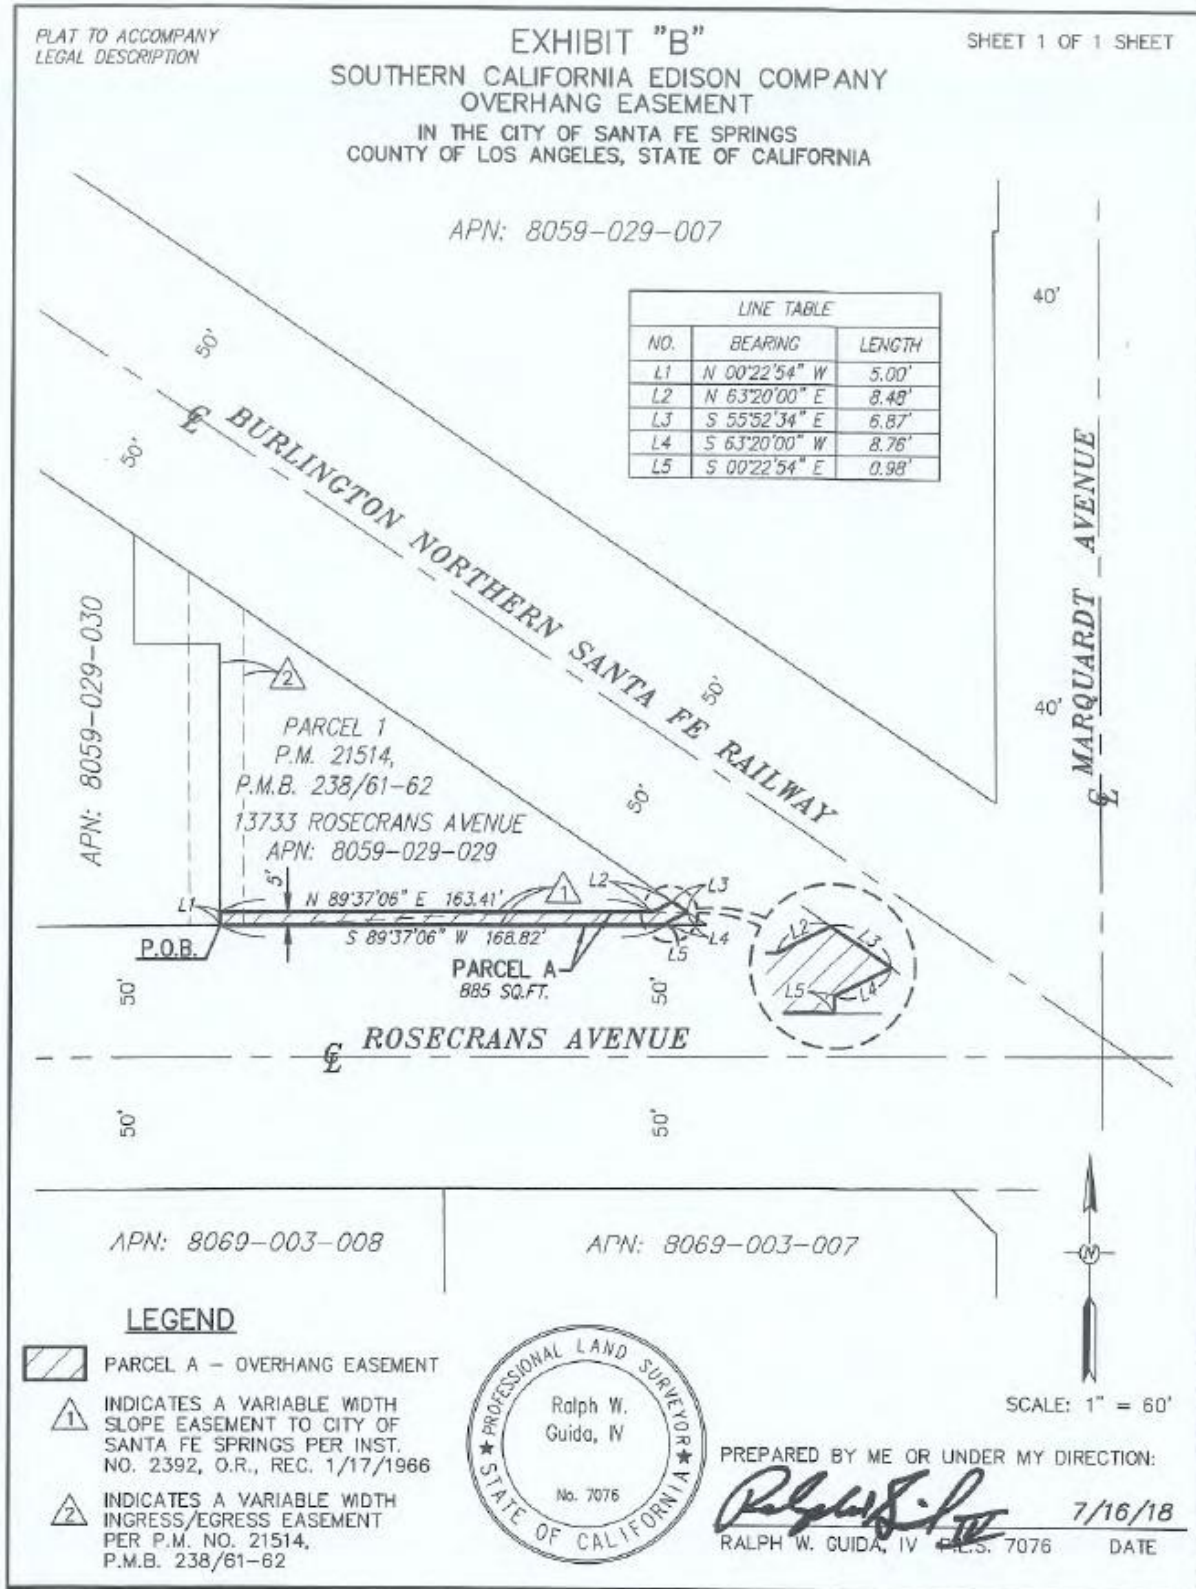 PLAT TO ACCOMPANY
LEGAL DESCRIPTION
EXHIBIT "B"
SHEET 1 OF 1 SHEET
SOUTHERN CALIFORNIA EDISON COMPANY
OVERHANG EASEMENT
IN THE CITY OF SANTA FE SPRINGS
COUNTY OF LOS ANGELES, STATE OF CALIFORNIA
APN: 8059-029-007
LINE TABLE
NO. BEARING LENGTH
L1 N 00°22'54" W 5.00'
L2 N 63°20'00" E 8.48'
L3 S 55°52'34" E 6.87'
L4 S 63°20'00" W 8.76'
L5 S 00°22'54" E 0.98'
40'
50'
50'
℄ BURLINGTON NORTHERN SANTA FE RAILWAY
50'
50'
40'
℄ MARQUARDT AVENUE
APN: 8059-029-030
2
PARCEL 1
P.M. 21514,
P.M.B. 238/61-62
13733 ROSECRANS AVENUE
APN: 8059-029-029
5'
L1
N 89°37'06" E 163.41'
1
L2
L3
S 89°37'06" W 168.82'
L4
L5
P.O.B.
PARCEL A
885 SQ.FT.
L2
L3
L5
L4
50'
50'
℄ ROSECRANS AVENUE
50'
50'
APN: 8069-003-008
APN: 8069-003-007
N
LEGEND
PARCEL A - OVERHANG EASEMENT
1 INDICATES A VARIABLE WIDTH
SLOPE EASEMENT TO CITY OF
SANTA FE SPRINGS PER INST.
NO. 2392, O.R., REC. 1/17/1966
2 INDICATES A VARIABLE WIDTH
INGRESS/EGRESS EASEMENT
PER P.M. NO. 21514,
P.M.B. 238/61-62
PROFESSIONAL LAND SURVEYOR
STATE OF CALIFORNIA
Ralph W.
Guida, IV
No. 7076
SCALE: 1" = 60'
PREPARED BY ME OR UNDER MY DIRECTION:
Ralph Guida IV
7/16/18
RALPH W. GUIDA, IV P.L.S. 7076 DATE